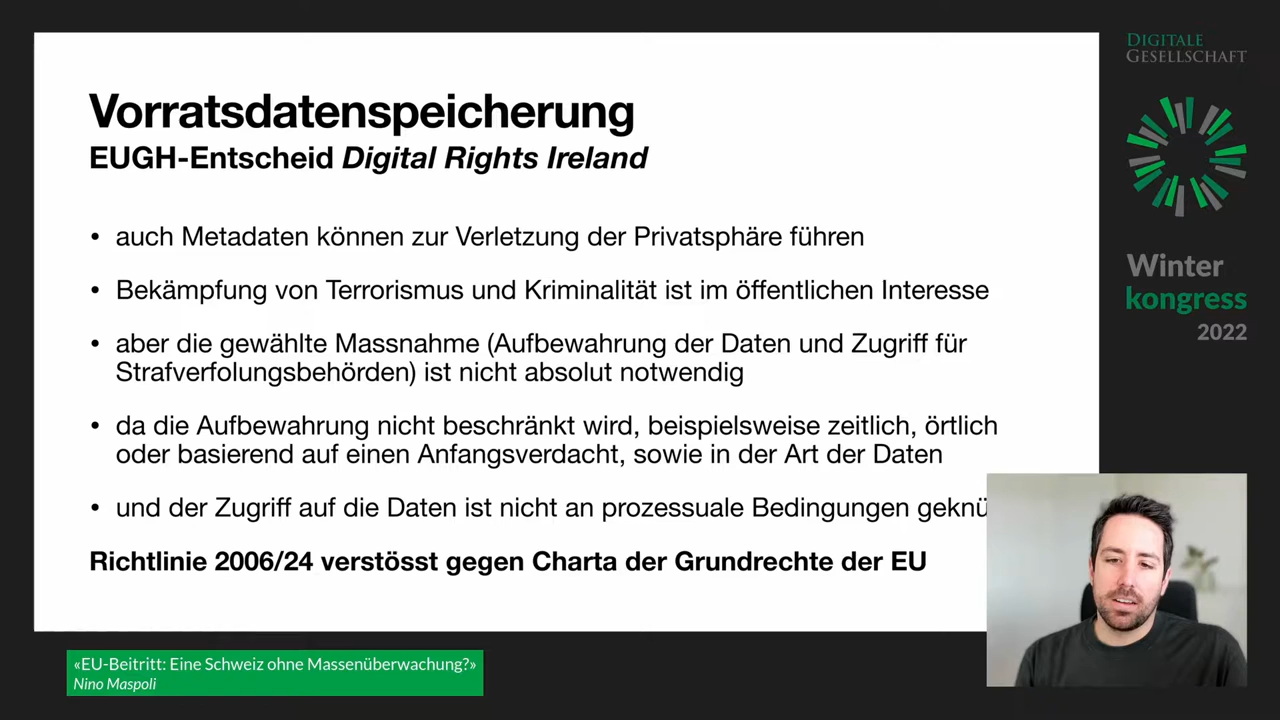 Vorratsdatenspeicherung
EUGH-Entscheid Digital Rights Ireland
• auch Metadaten können zur Verletzung der Privatsphäre führen
• Bekämpfung von Terrorismus und Kriminalität ist im öffentlichen Interesse
• aber die gewählte Massnahme (Aufbewahrung der Daten und Zugriff für
Strafverfolungsbehörden) ist nicht absolut notwendig
• da die Aufbewahrung nicht beschränkt wird, beispielsweise zeitlich, örtlich
oder basierend auf einen Anfangsverdacht, sowie in der Art der Daten
• und der Zugriff auf die Daten ist nicht an prozessuale Bedingungen geknü
Richtlinie 2006/24 verstösst gegen Charta der Grundrechte der EU
DIGITALE
GESELLSCHAFT
Winter
kongress
2022
«EU-Beitritt: Eine Schweiz ohne Massenüberwachung?»
Nino Maspoli